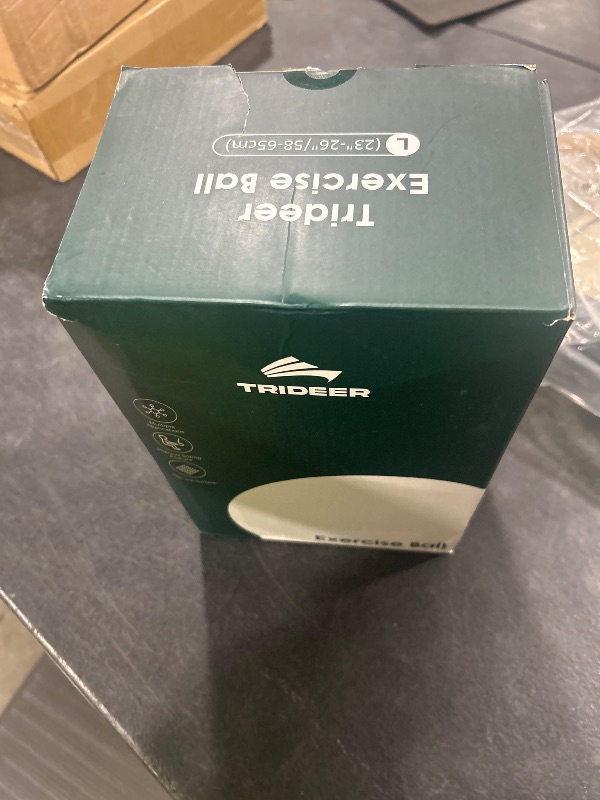 Trideer
Exercise Ball
L (23"-26"/58-65cm)
TRIDEER
Exercise Ball